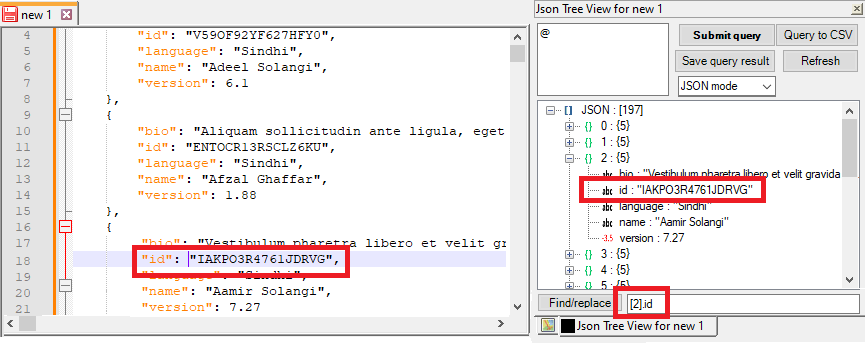 new 1
4 "id": "V59OF92YF627HFY0",
5 "language": "Sindhi",
6 "name": "Adeel Solangi",
7 "version": 6.1
8 },
9 {
10 "bio": "Aliquam sollicitudin ante ligula, eget
11 "id": "ENTOCR13RSCLZ6KU",
12 "language": "Sindhi",
13 "name": "Afzal Ghaffar",
14 "version": 1.88
15 },
16 {
17 "bio": "Vestibulum pharetra libero et velit gr
18 "id": "IAKPO3R4761JDRVG",
19 "language": "Sindhi",
20 "name": "Aamir Solangi",
21 "version": 7.27
Json Tree View for new 1
@
Submit query
Query to CSV
Save query result
Refresh
JSON mode
[] JSON : [197]
{} 0 : {5}
{} 1 : {5}
{} 2 : {5}
abc bio : "Vestibulum pharetra libero et velit gravida
abc id : "IAKPO3R4761JDRVG"
abc language : "Sindhi"
abc name : "Aamir Solangi"
-3.5 version : 7.27
{} 3 : {5}
{} 4 : {5}
{} 5 : {5}
Find/replace
[2].id
Json Tree View for new 1